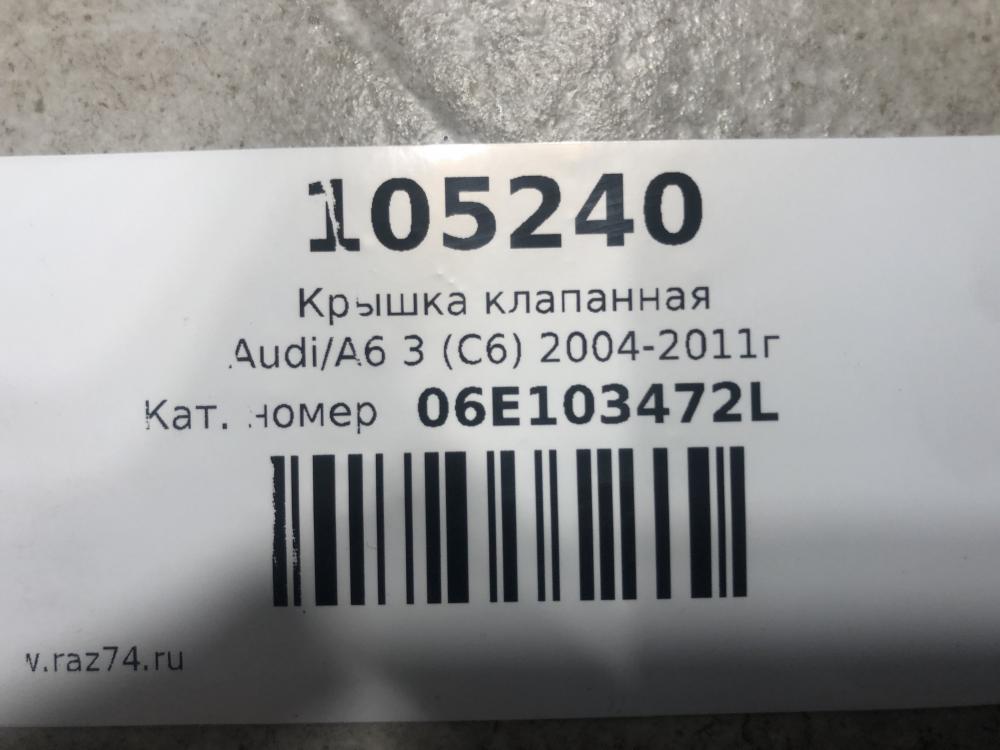 105240
Крышка клапанная
Audi/A6 3 (C6) 2004-2011г
Кат. номер 06E103472L
w.raz74.ru